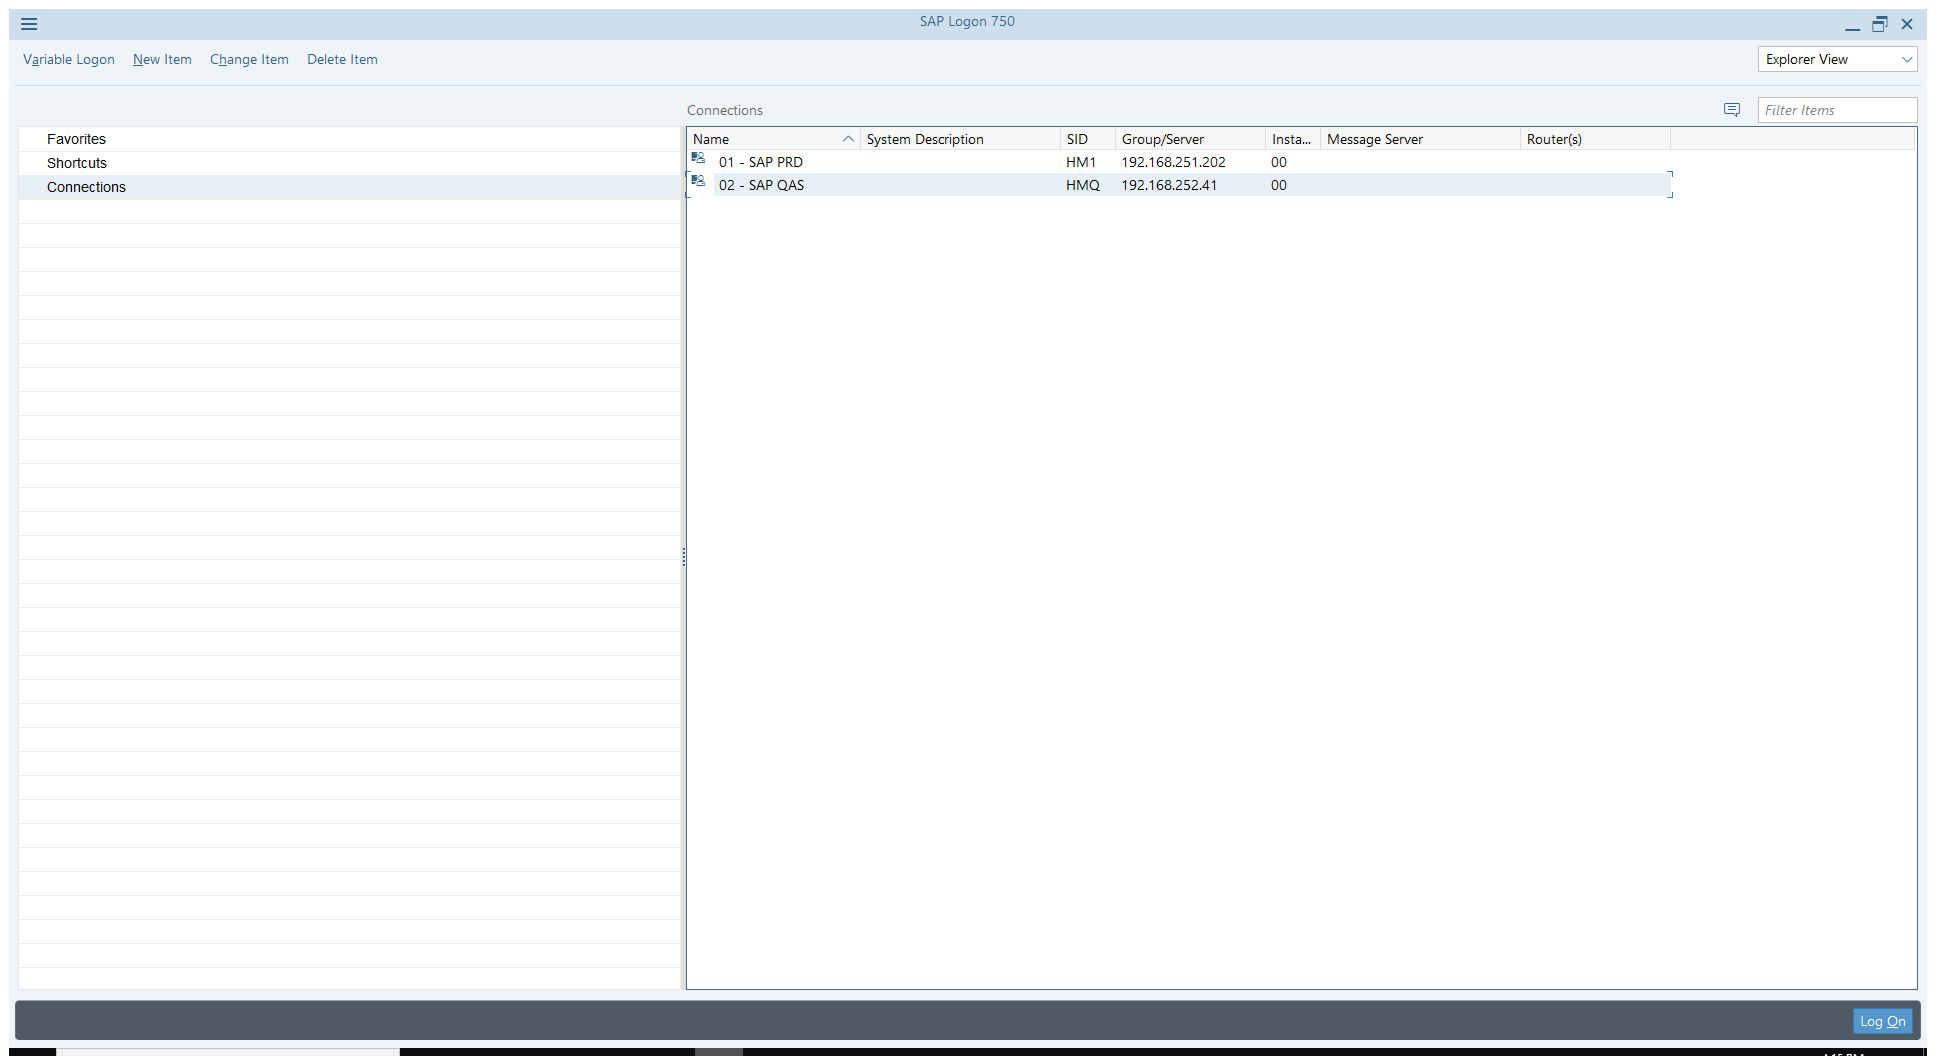 SAP Logon 750
Variable Logon New Item Change Item Delete Item Explorer View
Connections Filter Items
Favorites
Shortcuts
Connections
Name System Description SID Group/Server Insta... Message Server Router(s)
01 - SAP PRD HM1 192.168.251.202 00
02 - SAP QAS HMQ 192.168.252.41 00
Log On